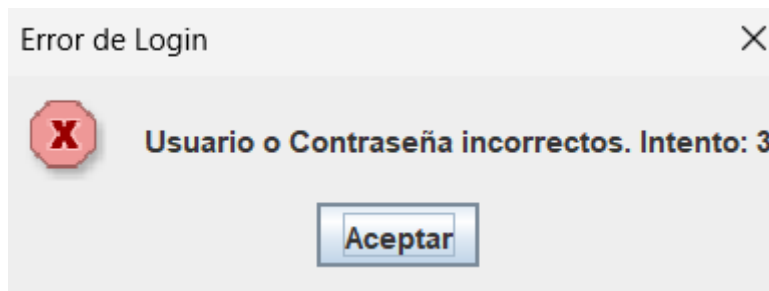 Error de Login
Usuario o Contraseña incorrectos. Intento: 3
Aceptar